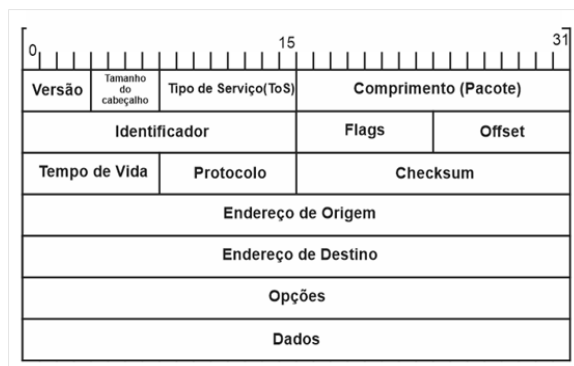 0 15 31
Versão
Tamanho
do
cabeçalho
Tipo de Serviço(ToS)
Comprimento (Pacote)
Identificador
Flags
Offset
Tempo de Vida
Protocolo
Checksum
Endereço de Origem
Endereço de Destino
Opções
Dados